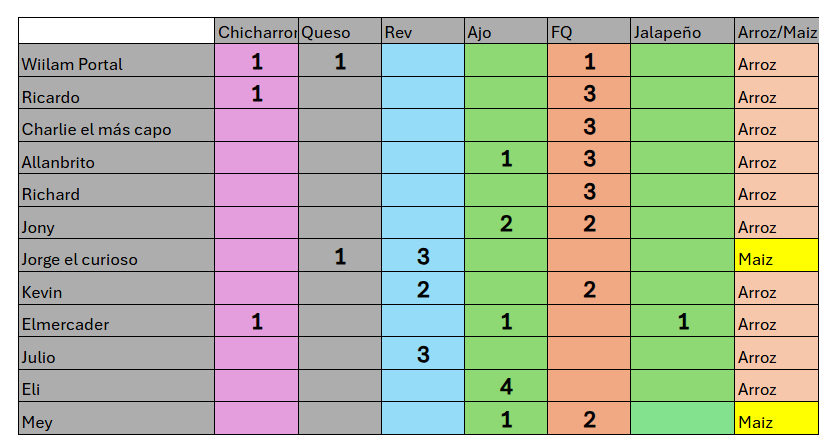 Chicharror Queso Rev Ajo FQ Jalapeño Arroz/Maiz
Wiilam Portal 1 1 1 Arroz
Ricardo 1 3 Arroz
Charlie el más capo 3 Arroz
Allanbrito 1 3 Arroz
Richard 3 Arroz
Jony 2 2 Arroz
Jorge el curioso 1 3 Maiz
Kevin 2 2 Arroz
Elmercader 1 1 1 Arroz
Julio 3 Arroz
Eli 4 Arroz
Mey 1 2 Maiz